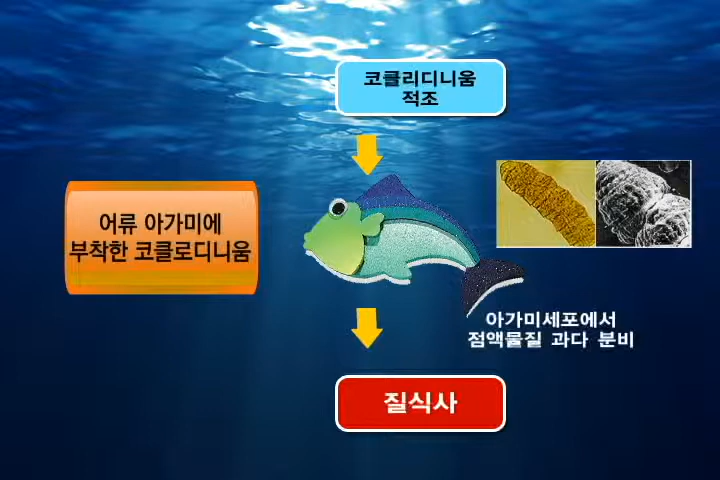 코클리디니움
적조
어류 아가미에
부착한 코클로디니움
아가미세포에서
점액물질 과다 분비
질식사